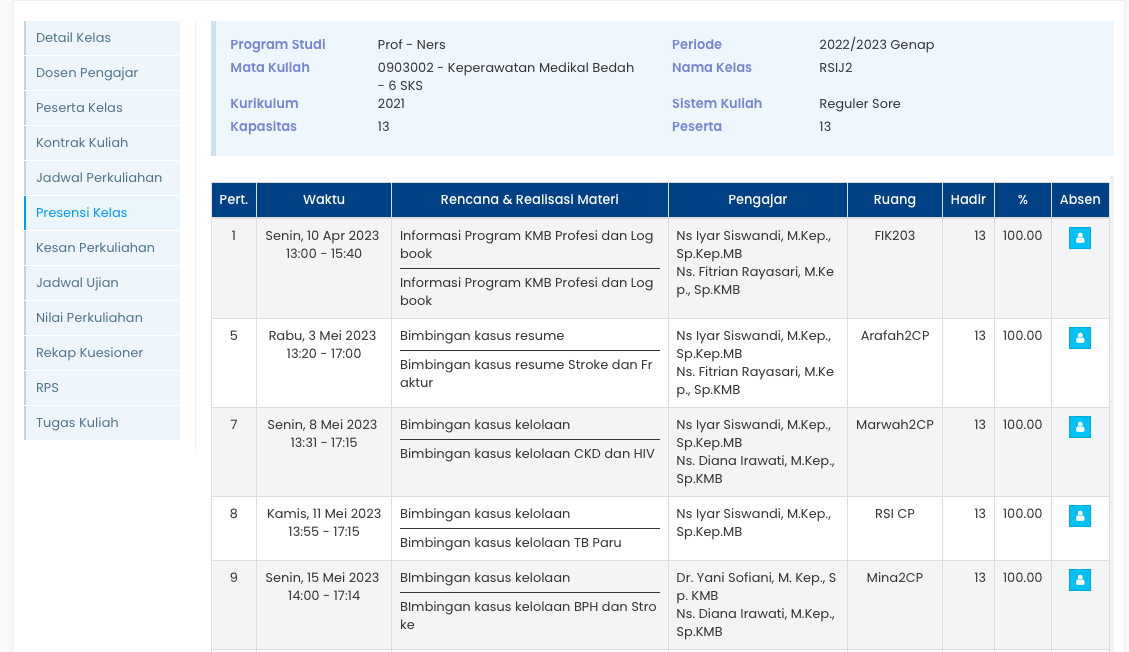 Detail Kelas
Dosen Pengajar
Peserta Kelas
Kontrak Kuliah
Jadwal Perkuliahan
Presensi Kelas
Kesan Perkuliahan
Jadwal Ujian
Nilai Perkuliahan
Rekap Kuesioner
RPS
Tugas Kuliah
Program Studi Prof - Ners Periode 2022/2023 Genap
Mata Kuliah 0903002 - Keperawatan Medikal Bedah Nama Kelas RSIJ2
- 6 SKS
Kurikulum 2021 Sistem Kuliah Reguler Sore
Kapasitas 13 Peserta 13
Pert. Waktu Rencana & Realisasi Materi Pengajar Ruang Hadir % Absen
1 Senin, 10 Apr 2023 Informasi Program KMB Profesi dan Log Ns Iyar Siswandi, M.Kep., FIK203 13 100.00
13:00 - 15:40 book Sp.Kep.MB
Ns. Fitrian Rayasari, M.Ke
Informasi Program KMB Profesi dan Log p., Sp.KMB
book
5 Rabu, 3 Mei 2023 Bimbingan kasus resume Ns Iyar Siswandi, M.Kep., Arafah2CP 13 100.00
13:20 - 17:00 Sp.Kep.MB
Bimbingan kasus resume Stroke dan Fr Ns. Fitrian Rayasari, M.Ke
aktur p., Sp.KMB
7 Senin, 8 Mei 2023 Bimbingan kasus kelolaan Ns Iyar Siswandi, M.Kep., Marwah2CP 13 100.00
13:31 - 17:15 Sp.Kep.MB
Bimbingan kasus kelolaan CKD dan HIV Ns. Diana Irawati, M.Kep.,
Sp.KMB
8 Kamis, 11 Mei 2023 Bimbingan kasus kelolaan Ns Iyar Siswandi, M.Kep., RSI CP 13 100.00
13:55 - 17:15 Sp.Kep.MB
Bimbingan kasus kelolaan TB Paru
9 Senin, 15 Mei 2023 BImbingan kasus kelolaan Dr. Yani Sofiani, M. Kep., S Mina2CP 13 100.00
14:00 - 17:14 p. KMB
BImbingan kasus kelolaan BPH dan Stro Ns. Diana Irawati, M.Kep.,
ke Sp.KMB